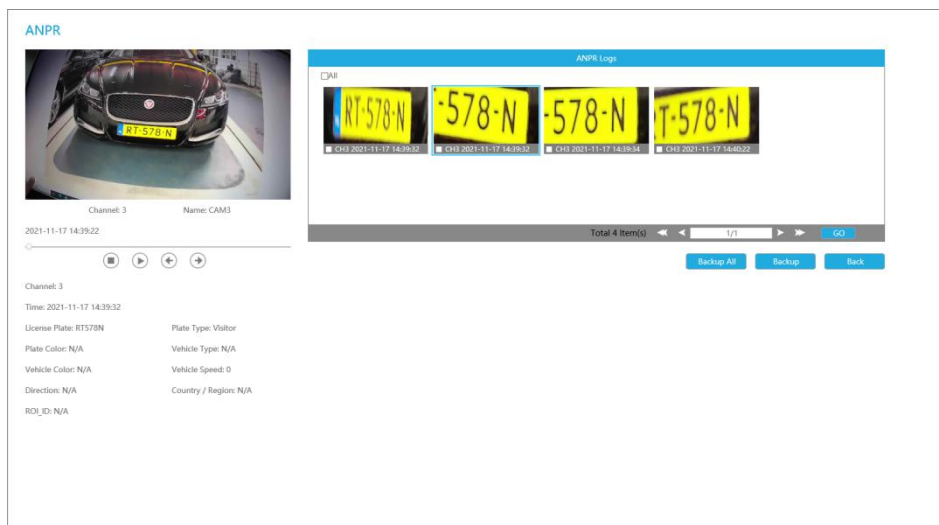 ANPR
RT-578-N
Channel: 3 Name: CAM3
2021-11-17 14:39:22
Channel: 3
Time: 2021-11-17 14:39:32
License Plate: RT578N Plate Type: Visitor
Plate Color: N/A Vehicle Type: N/A
Vehicle Color: N/A Vehicle Speed: 0
Direction: N/A Country / Region: N/A
ROI_ID: N/A
ANPR Logs
All
RT-578-N -578-N -578-N T-578-N
CH3 2021-11-17 14:39:32 CH3 2021-11-17 14:39:32 CH3 2021-11-17 14:39:34 CH3 2021-11-17 14:40:22
Total 4 Item(s) 1/1 GO
Backup All Backup Back